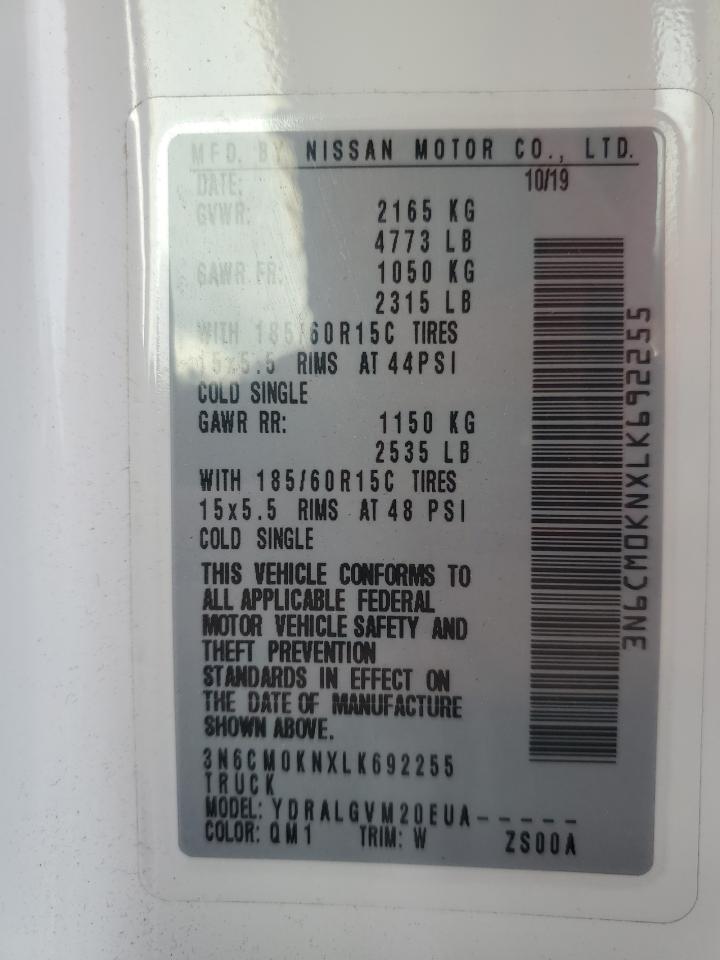 MFD. BY NISSAN MOTOR CO., LTD.
DATE: 10/19
GVWR: 2165 KG
4773 LB
GAWR FR: 1050 KG
2315 LB
WITH 185/60R15C TIRES
15x5.5 RIMS AT 44PSI
COLD SINGLE
GAWR RR: 1150 KG
2535 LB
WITH 185/60R15C TIRES
15x5.5 RIMS AT 48 PSI
COLD SINGLE
THIS VEHICLE CONFORMS TO
ALL APPLICABLE FEDERAL
MOTOR VEHICLE SAFETY AND
THEFT PREVENTION
STANDARDS IN EFFECT ON
THE DATE OF MANUFACTURE
SHOWN ABOVE.
3N6CM0KNXLK692255
TRUCK
MODEL: YDRALGVM20EUA-----
COLOR: QM1 TRIM: W ZS00A
3N6CM0KNXLK692255